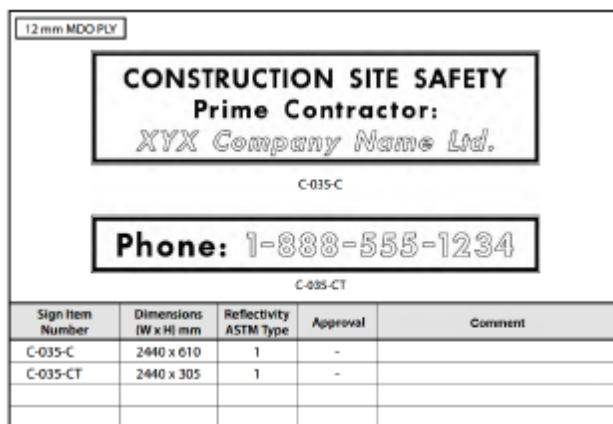 12 mm MDO PLY
CONSTRUCTION SITE SAFETY
Prime Contractor:
XYX Company Name Ltd.
C-035-C
Phone: 1-888-555-1234
C-035-CT
Sign Item Number Dimensions (W x H) mm Reflectivity ASTM Type Approval Comment
C-035-C 2440 x 610 1 -
C-035-CT 2440 x 305 1 -